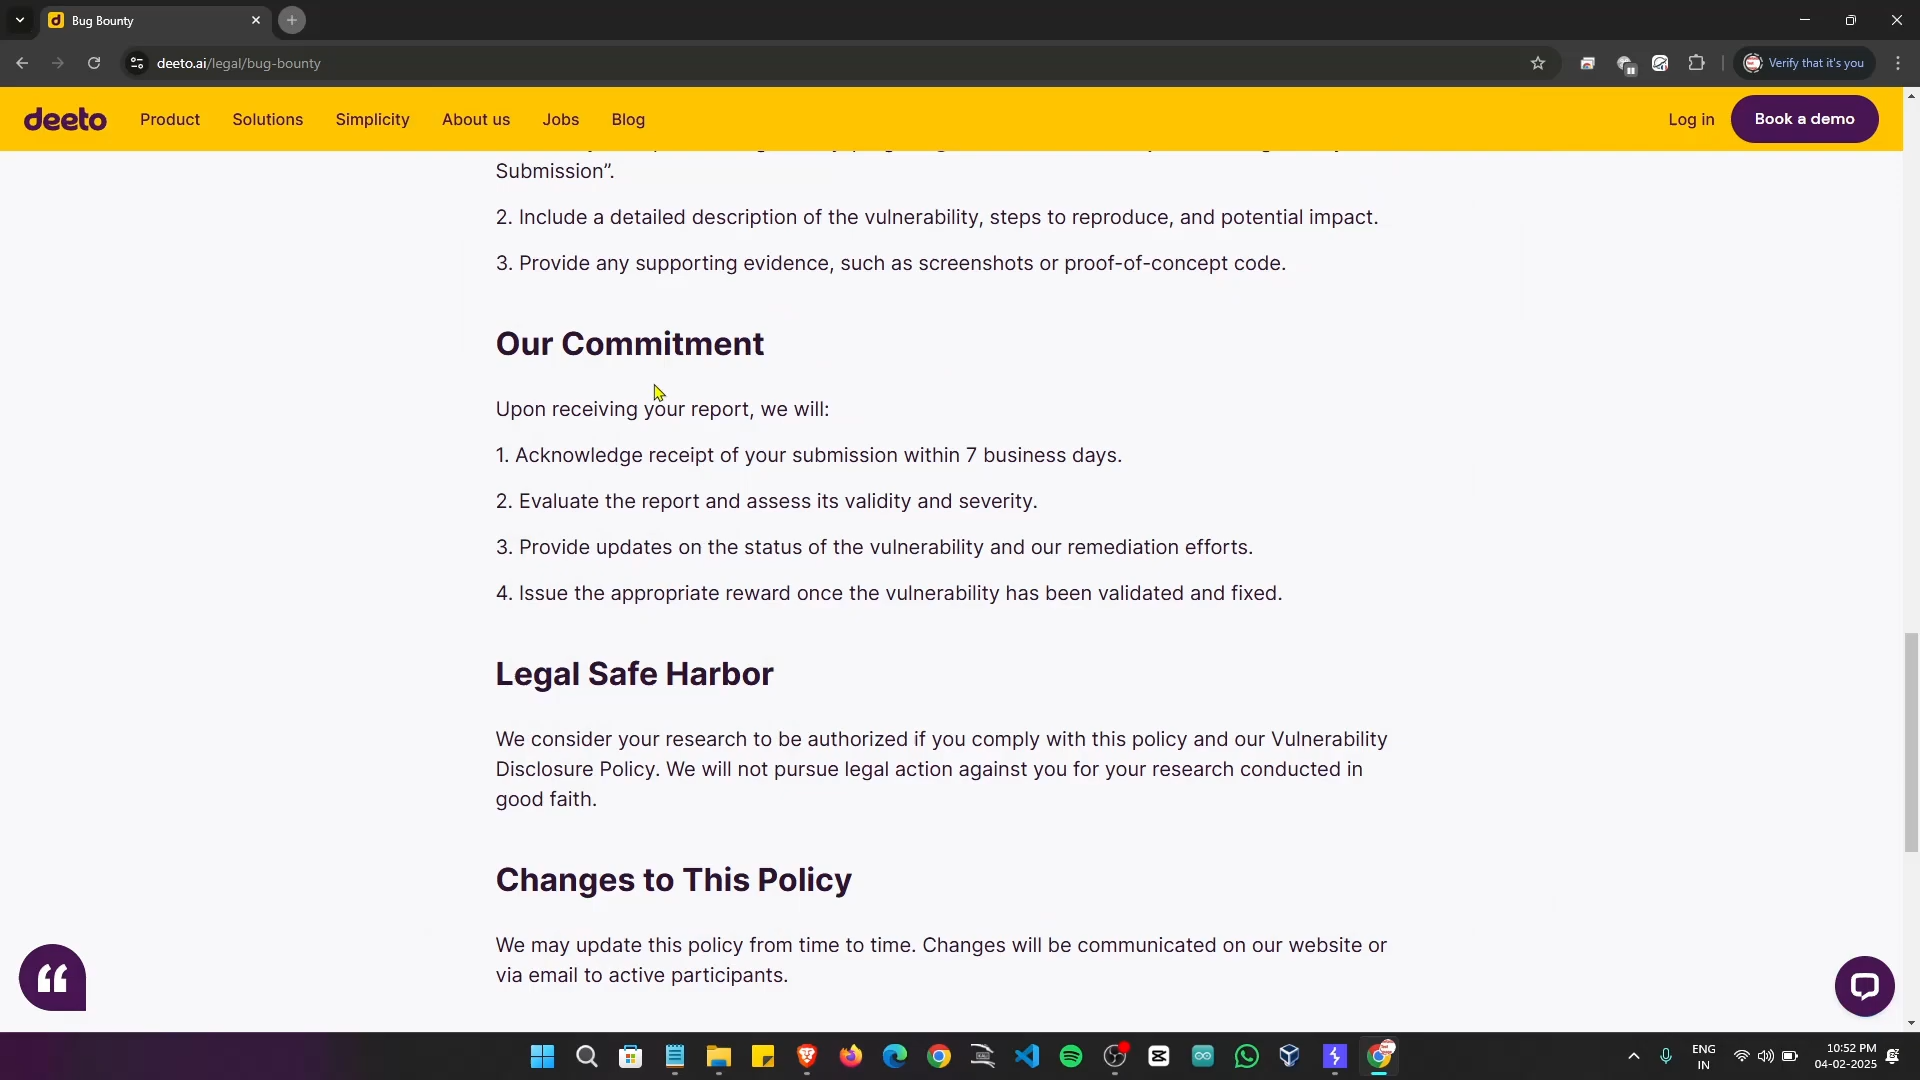 Bug Bounty
deeto.ai/legal/bug-bounty
Verify that it's you
deeto
Product
Solutions
Simplicity
About us
Jobs
Blog
Log in
Book a demo
Submission”.
2. Include a detailed description of the vulnerability, steps to reproduce, and potential impact.
3. Provide any supporting evidence, such as screenshots or proof-of-concept code.
Our Commitment
Upon receiving your report, we will:
1. Acknowledge receipt of your submission within 7 business days.
2. Evaluate the report and assess its validity and severity.
3. Provide updates on the status of the vulnerability and our remediation efforts.
4. Issue the appropriate reward once the vulnerability has been validated and fixed.
Legal Safe Harbor
We consider your research to be authorized if you comply with this policy and our Vulnerability
Disclosure Policy. We will not pursue legal action against you for your research conducted in
good faith.
Changes to This Policy
We may update this policy from time to time. Changes will be communicated on our website or
via email to active participants.
ENG
IN
10:52 PM
04-02-2025